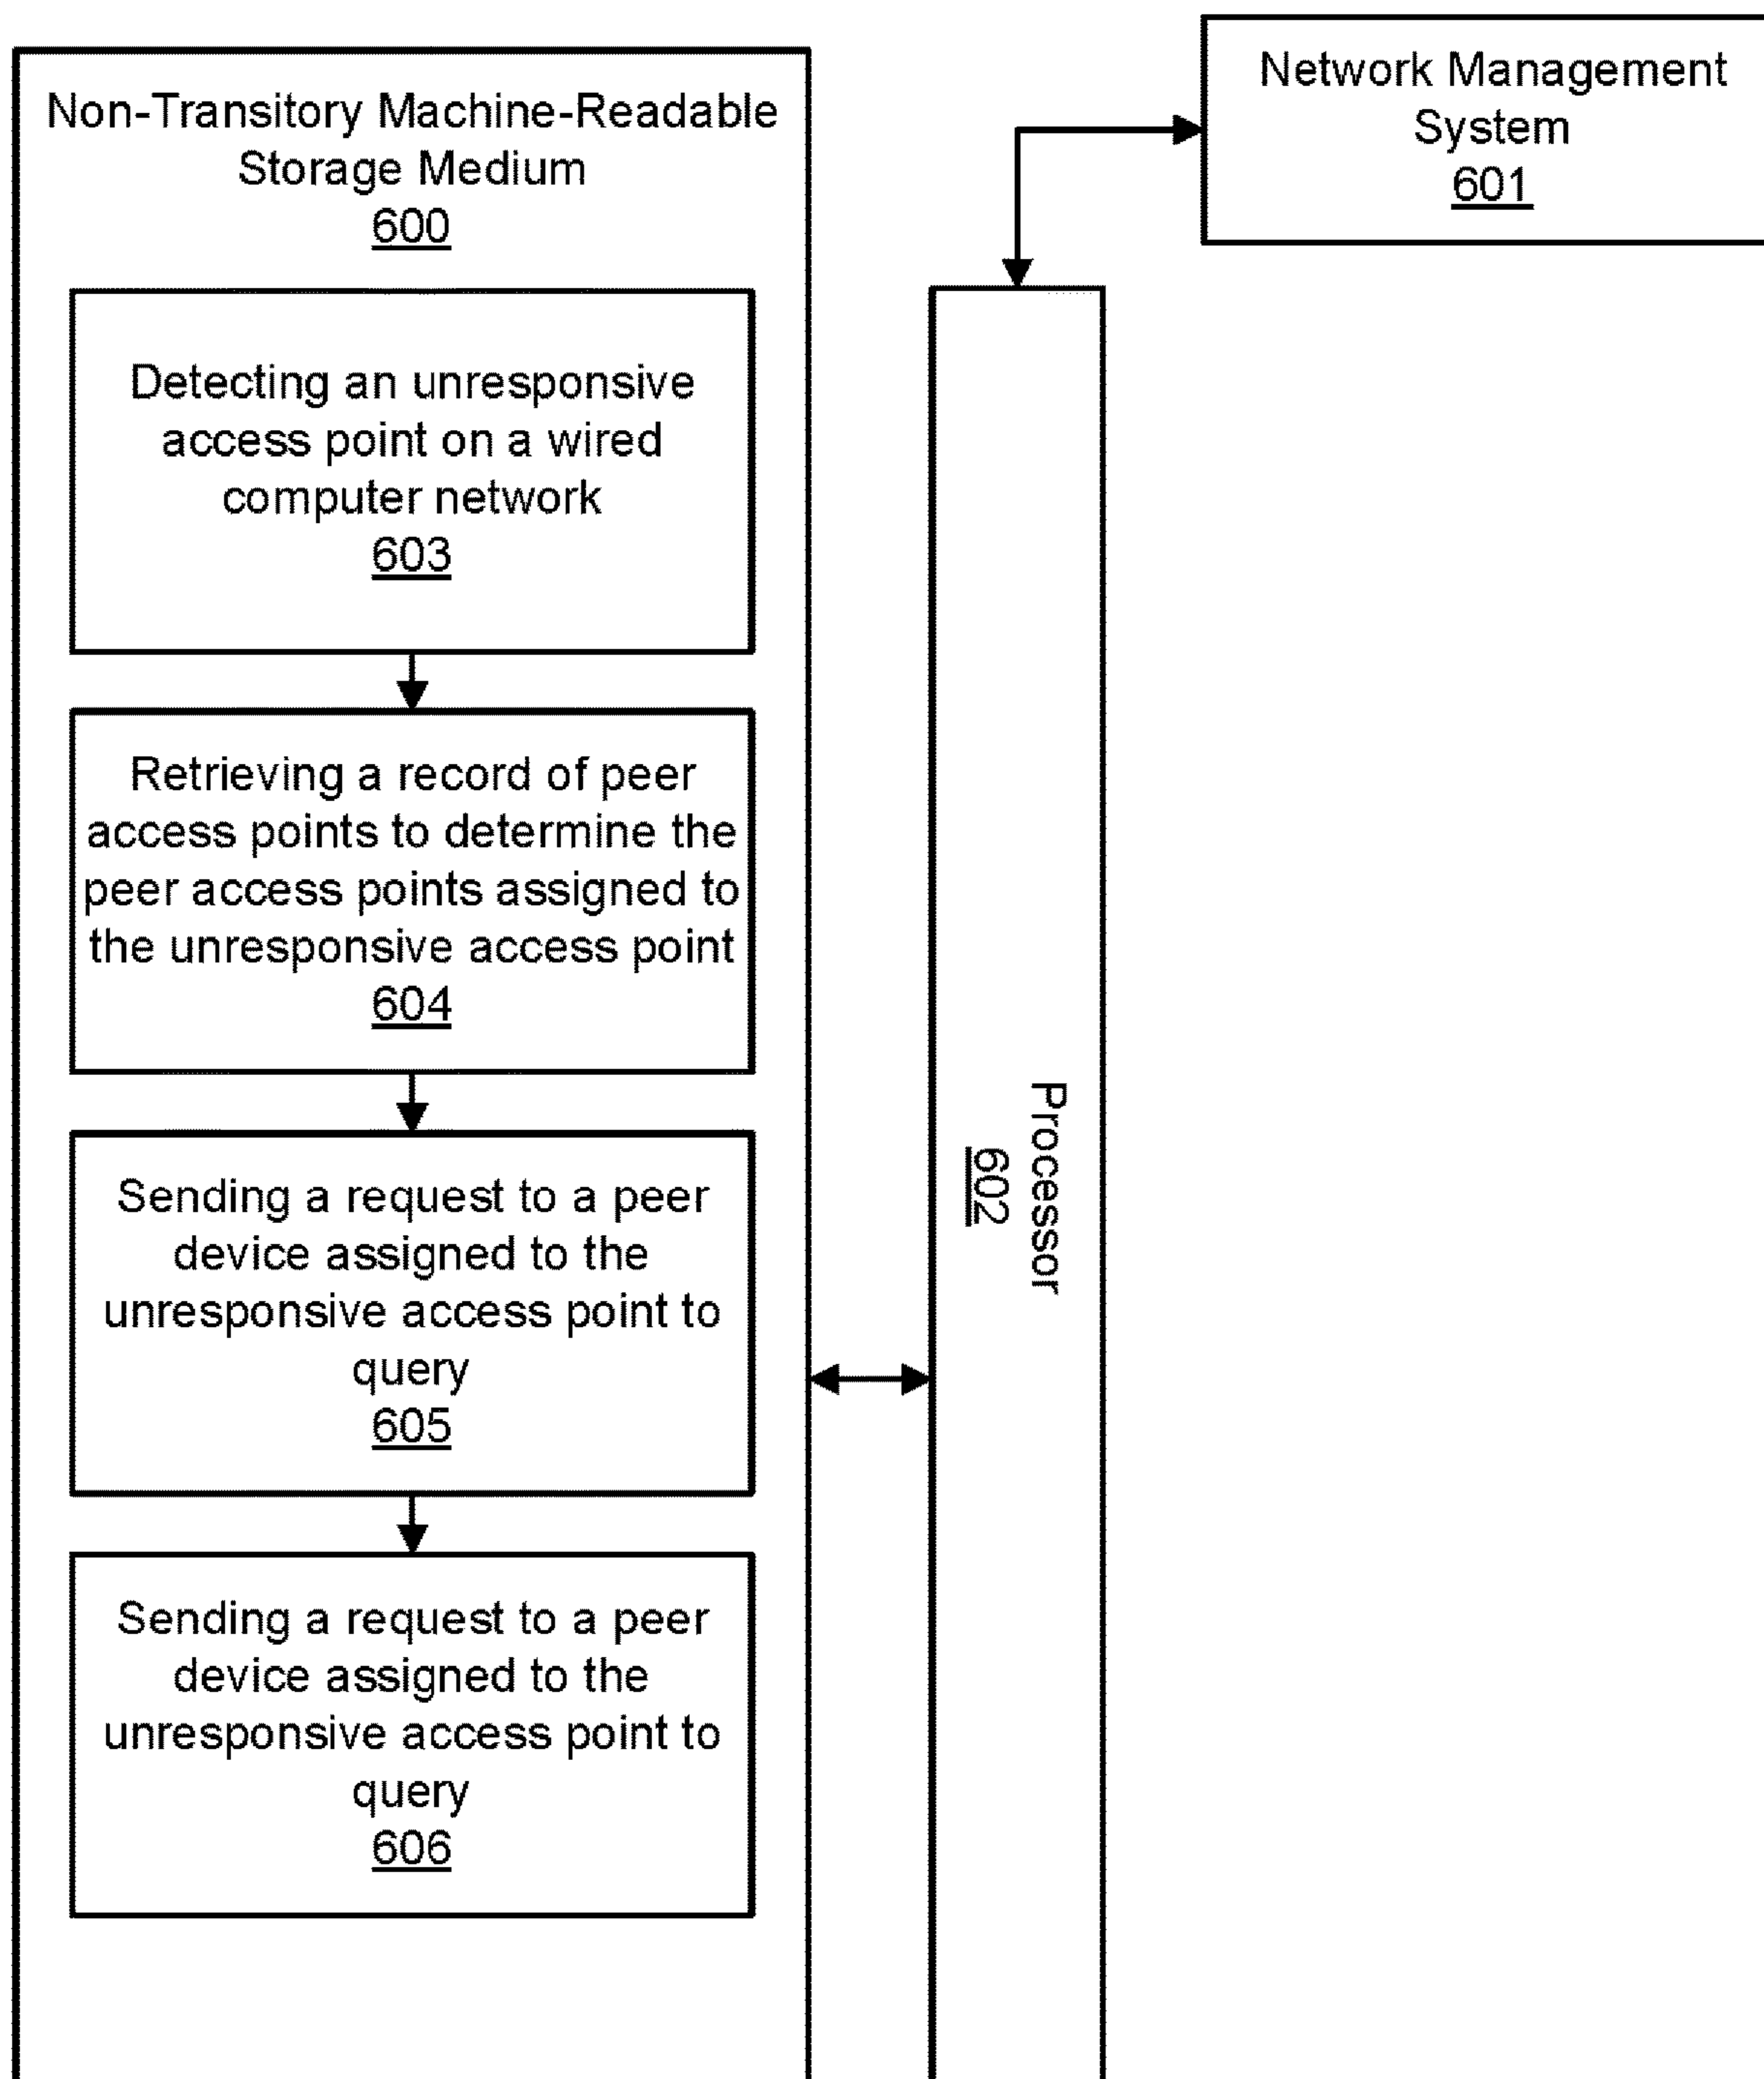 Non-Transitory Machine-Readable
Storage Medium
600
Network Management
System
601
Detecting an unresponsive
access point on a wired
computer network
603
Retrieving a record of peer
access points to determine the
peer access points assigned to
the unresponsive access point
604
Sending a request to a peer
device assigned to the
unresponsive access point to
query
605
Sending a request to a peer
device assigned to the
unresponsive access point to
query
606
Processor
602